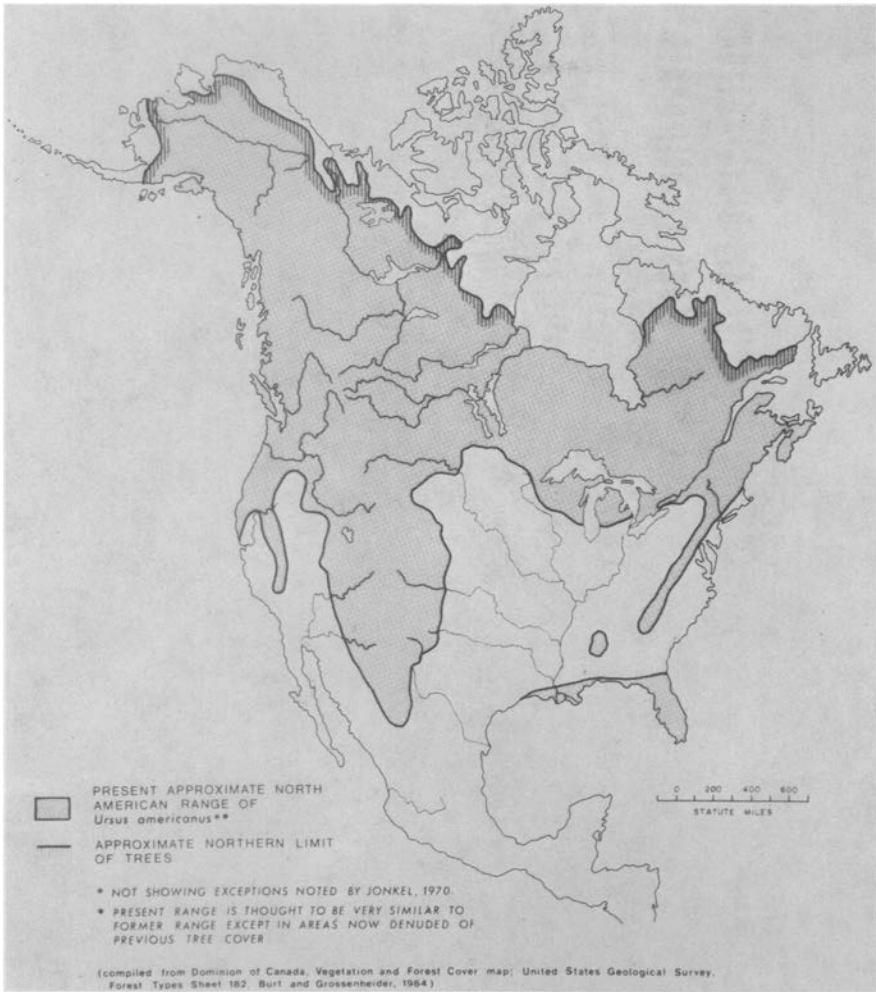 PRESENT APPROXIMATE NORTH
AMERICAN RANGE OF
Ursus americanus**
APPROXIMATE NORTHERN LIMIT
OF TREES
* NOT SHOWING EXCEPTIONS NOTED BY JONKEL, 1970.
* PRESENT RANGE IS THOUGHT TO BE VERY SIMILAR TO
FORMER RANGE EXCEPT IN AREAS NOW DENUDED OF
PREVIOUS TREE COVER
0 200 400 600
STATUTE MILES
(compiled from Dominion of Canada, Vegetation and Forest Cover map; United States Geological Survey,
Forest Types Sheet 182, Burt and Grossenheider, 1964)